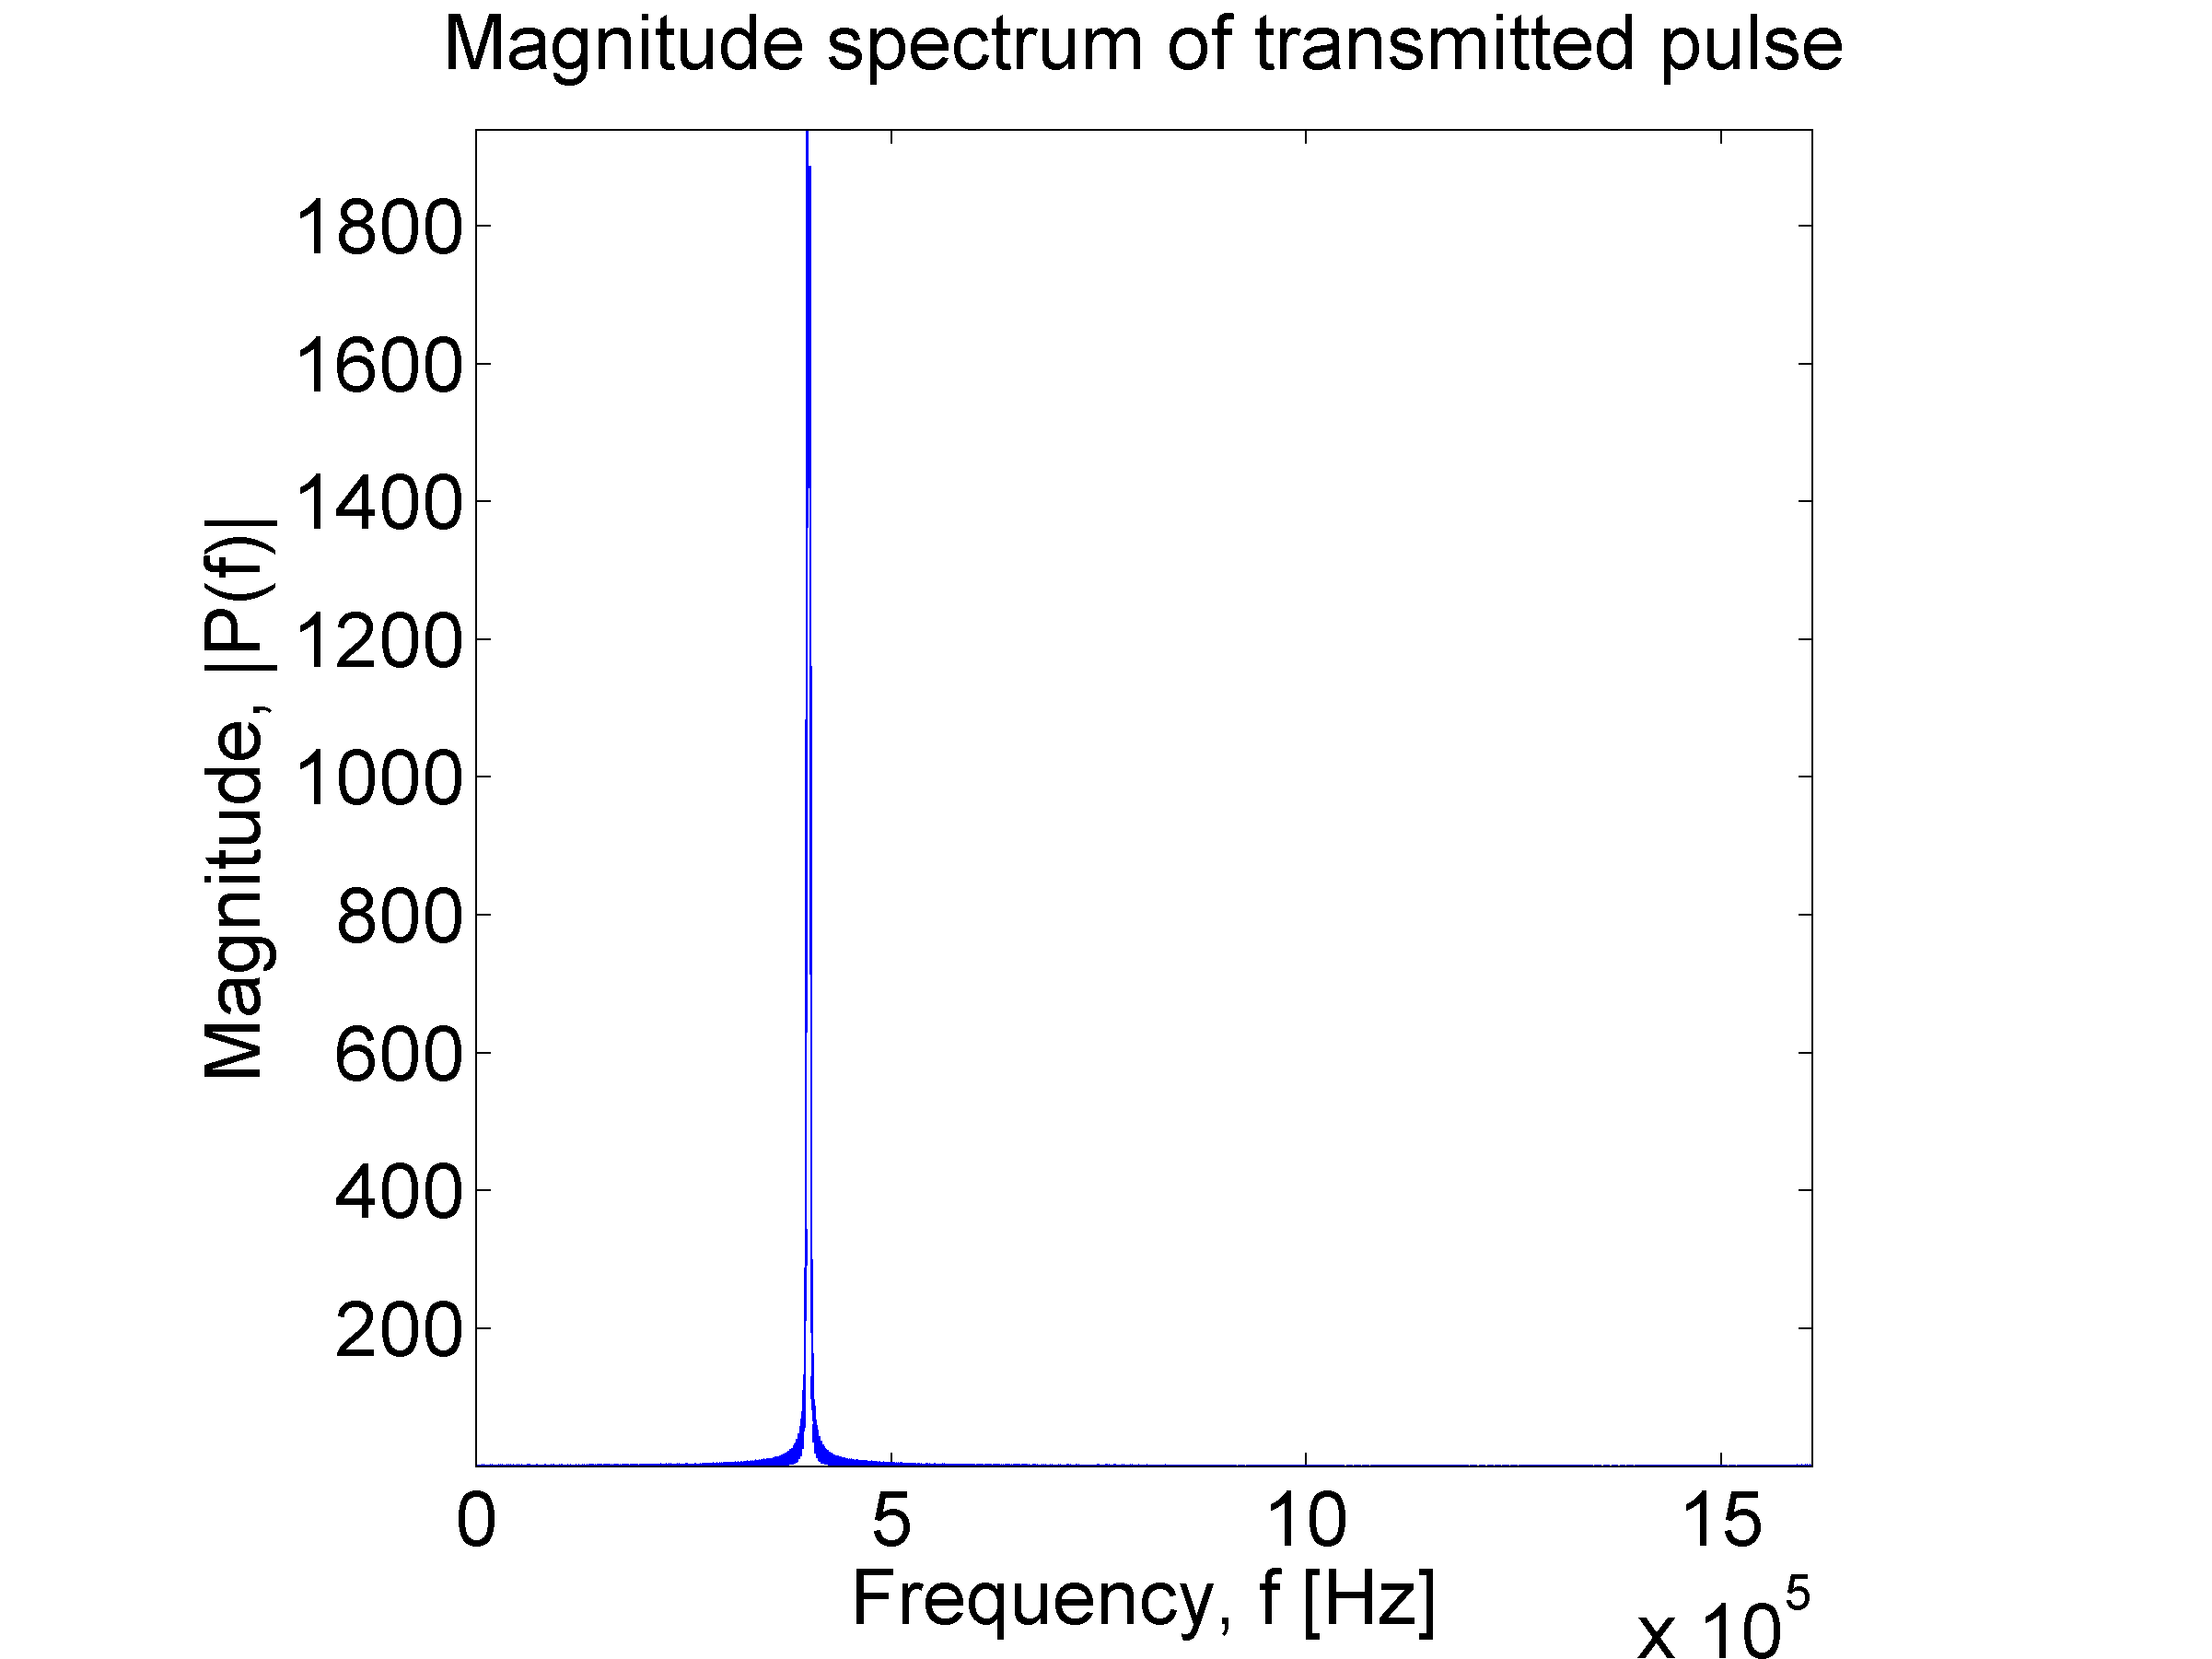 Magnitude spectrum of transmitted pulse
Magnitude, |P(f)|
1800
1600
1400
1200
1000
800
600
400
200
0 5 10 15
Frequency, f [Hz]
x 10^5